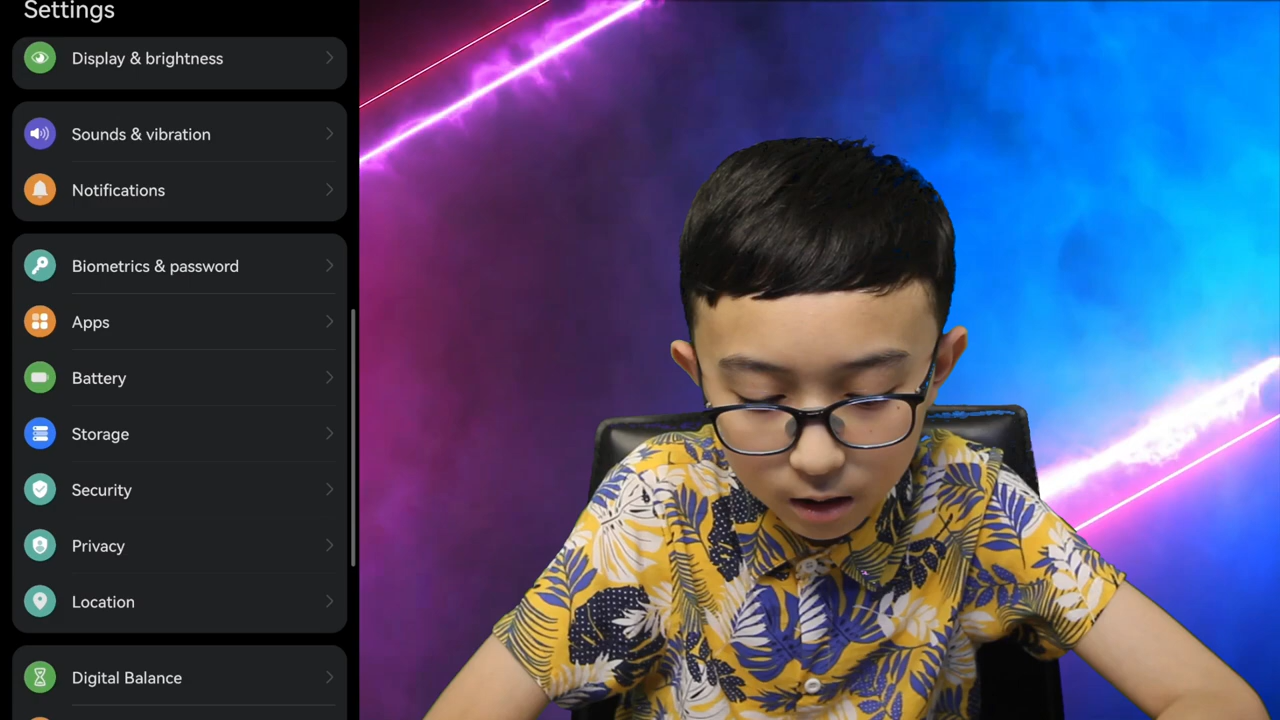 Settings
Display & brightness
Sounds & vibration
Notifications
Biometrics & password
Apps
Battery
Storage
Security
Privacy
Location
Digital Balance